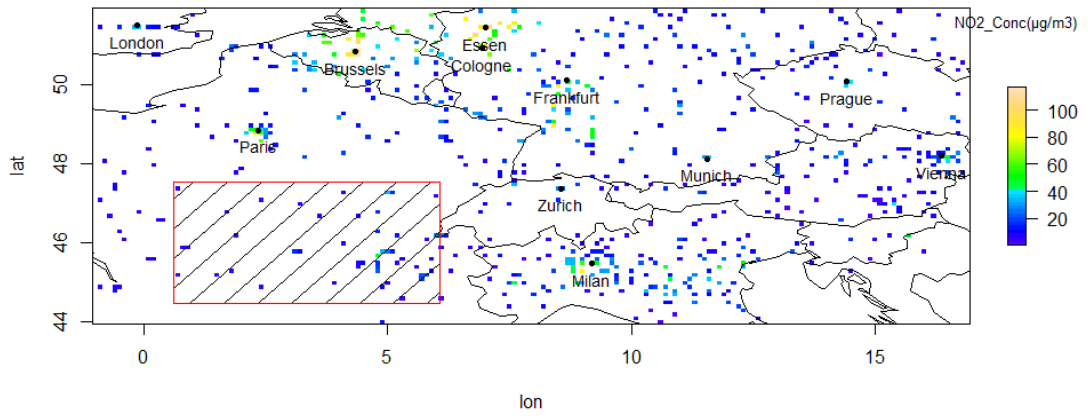 NO2_Conc(µg/m3)
London
Essen
Brussels
Cologne
Frankfurt
Prague
Paris
Munich
Vienna
Zurich
Milan
100
80
60
40
20
50
48
46
44
lat
0
5
10
15
lon